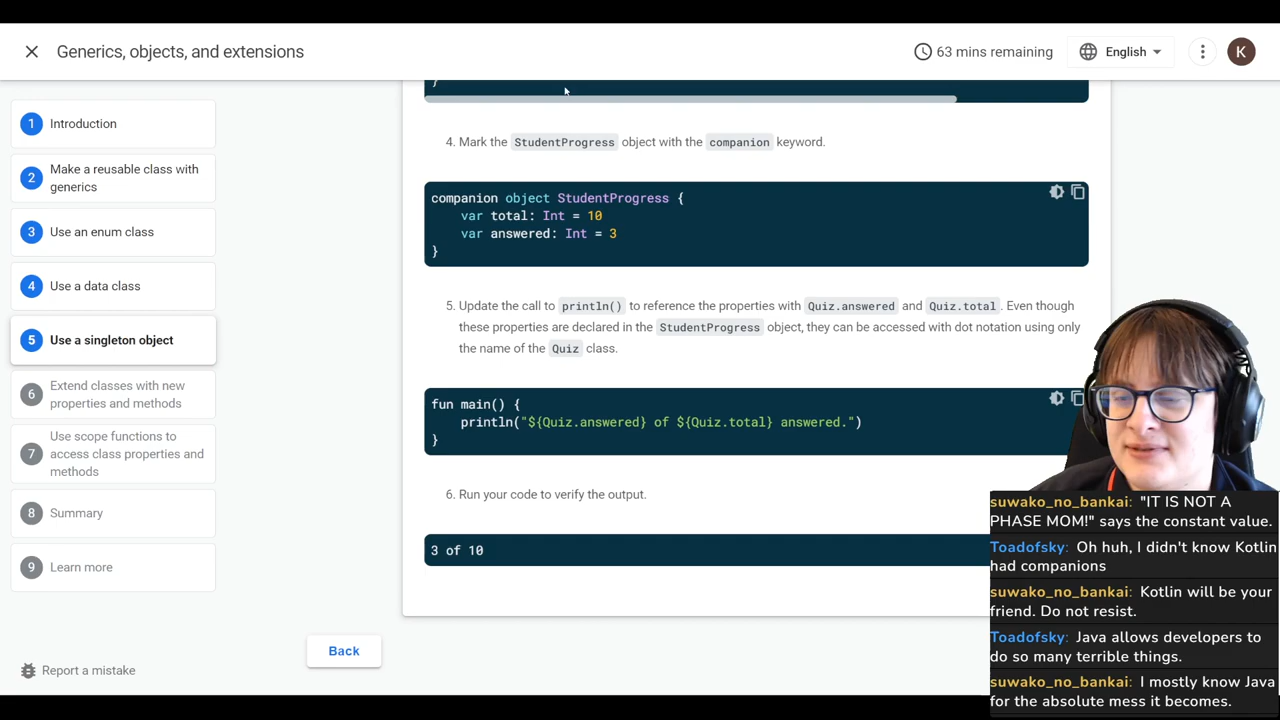 Generics, objects, and extensions
63 mins remaining
English
K
1 Introduction
2 Make a reusable class with
generics
3 Use an enum class
4 Use a data class
5 Use a singleton object
6 Extend classes with new
properties and methods
7 Use scope functions to
access class properties and
methods
8 Summary
9 Learn more
Report a mistake
}
4. Mark the StudentProgress object with the companion keyword.
companion object StudentProgress {
var total: Int = 10
var answered: Int = 3
}
5. Update the call to println() to reference the properties with Quiz.answered and Quiz.total. Even though
these properties are declared in the StudentProgress object, they can be accessed with dot notation using only
the name of the Quiz class.
fun main() {
println("${Quiz.answered} of ${Quiz.total} answered.")
}
6. Run your code to verify the output.
3 of 10
Back
suwako_no_bankai: "IT IS NOT A
PHASE MOM!" says the constant value.
Toadofsky: Oh huh, I didn't know Kotlin
had companions
suwako_no_bankai: Kotlin will be your
friend. Do not resist.
Toadofsky: Java allows developers to
do so many terrible things.
suwako_no_bankai: I mostly know Java
for the absolute mess it becomes.